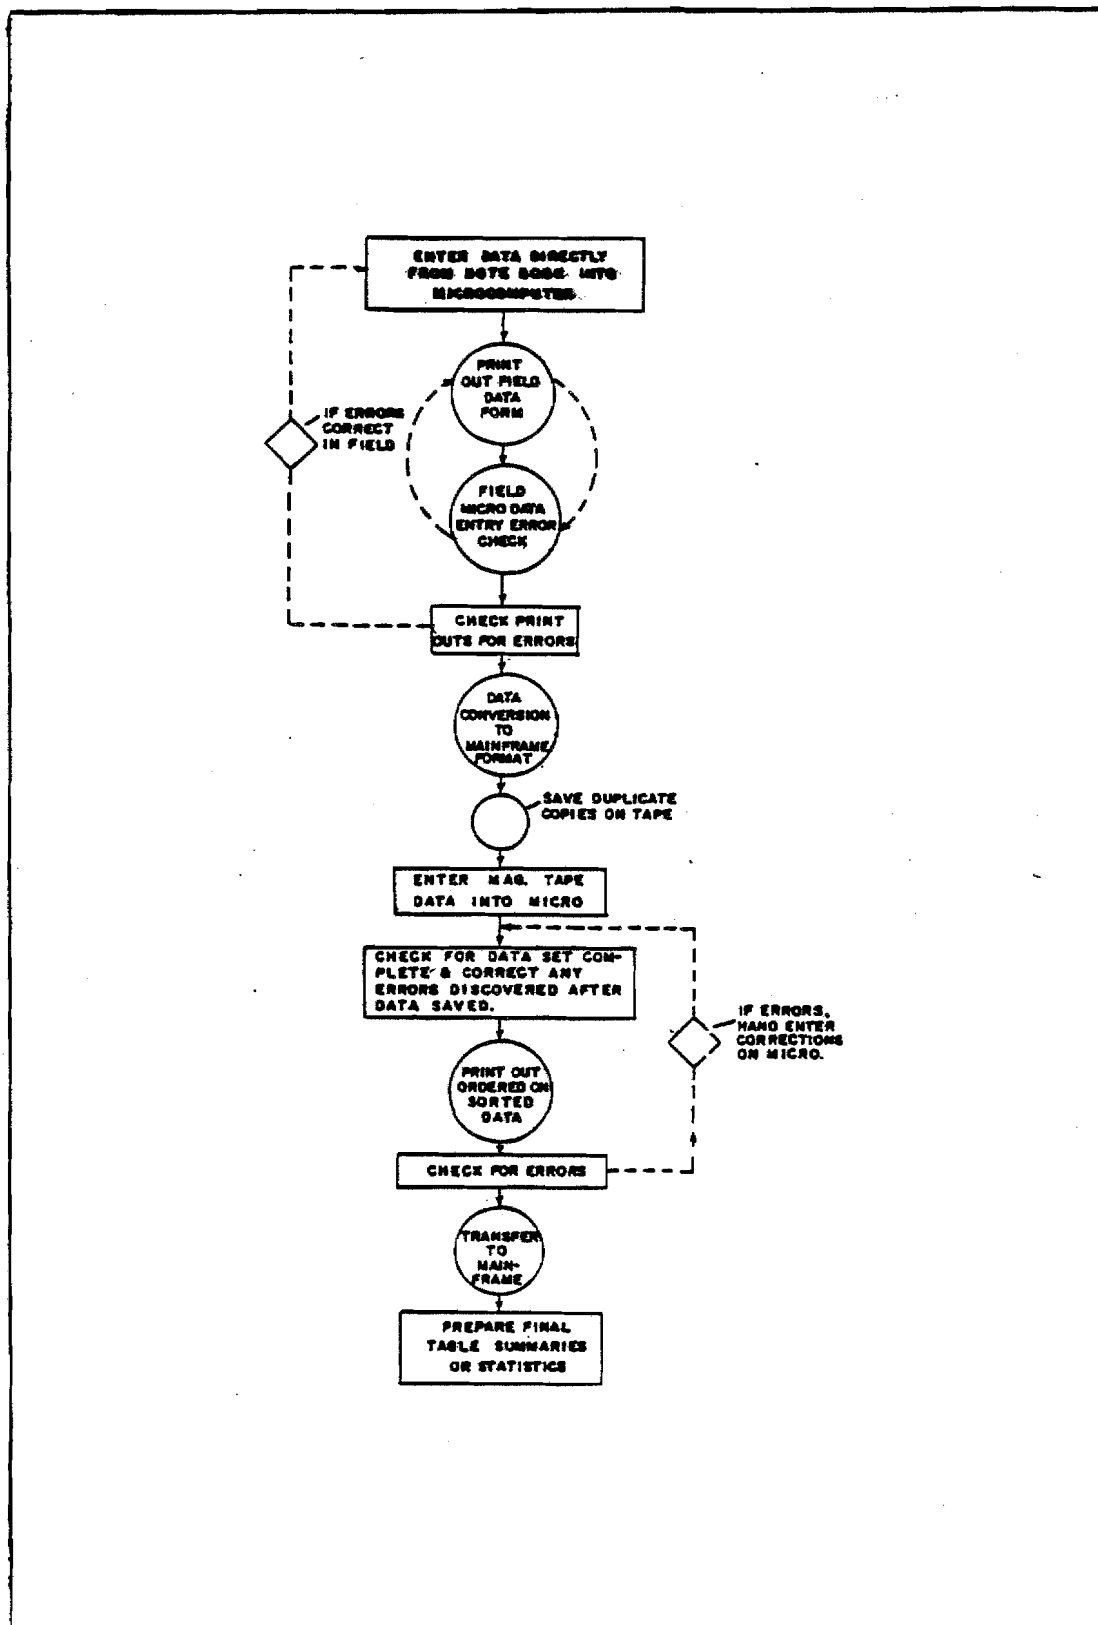 ENTER DATA DIRECTLY
FROM NOTE BOOK INTO
MICROCOMPUTER
PRINT
OUT FIELD
DATA
FORM
IF ERRORS
CORRECT
IN FIELD
FIELD
MICRO DATA
ENTRY ERROR
CHECK
CHECK PRINT
OUTS FOR ERRORS
DATA
CONVERSION
TO
MAINFRAME
FORMAT
SAVE DUPLICATE
COPIES ON TAPE
ENTER MAG. TAPE
DATA INTO MICRO
CHECK FOR DATA SET COM-
PLETE & CORRECT ANY
ERRORS DISCOVERED AFTER
DATA SAVED.
IF ERRORS,
HAND ENTER
CORRECTIONS
ON MICRO.
PRINT OUT
ORDERED ON
SORTED
DATA
CHECK FOR ERRORS
TRANSFER
TO
MAIN-
FRAME
PREPARE FINAL
TABLE SUMMARIES
OR STATISTICS